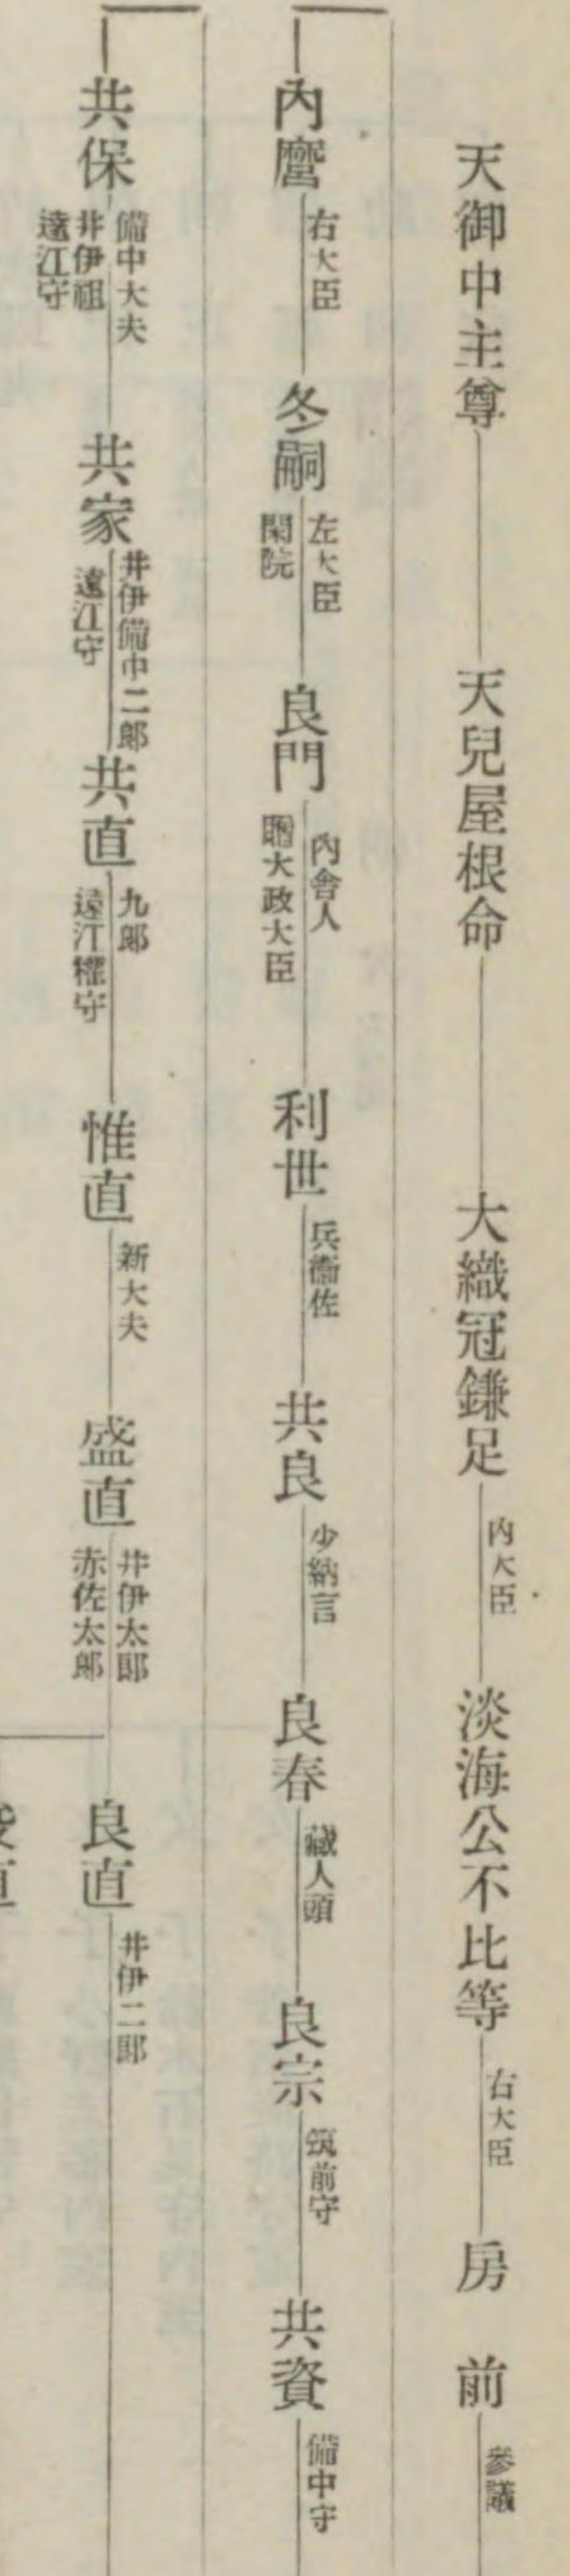 天御中主尊
天兒屋根命
大織冠鎌足
内大臣
淡海公不比等
右大臣
房前
參議
内麿
右大臣
冬嗣
左大臣
閑院
良門
内舍人
贈大政大臣
利世
兵衞佐
共良
少納言
良春
藏人頭
良宗
筑前守
共資
備中守
共保
備中大夫
井伊祖
遠江守
共家
井伊備中二郎
遠江守
共直
九郎
遠江權守
惟直
新大夫
盛直
井伊太郎
赤佐太郎
良直
井伊二郎
直